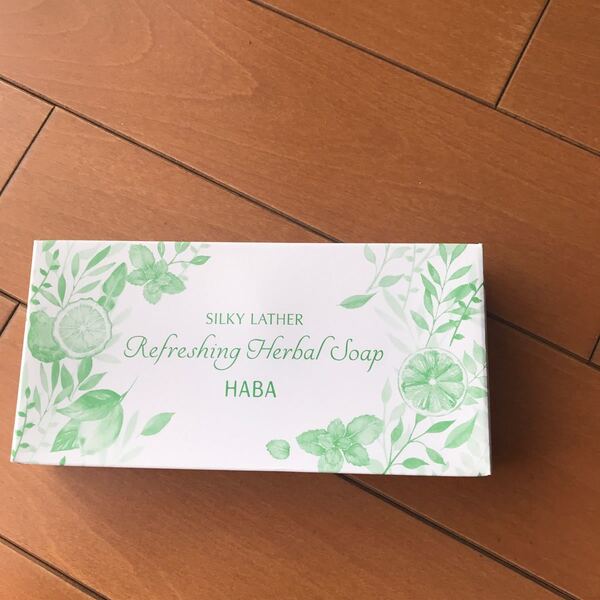 SILKY LATHER
Refreshing Herbal Soap
HABA